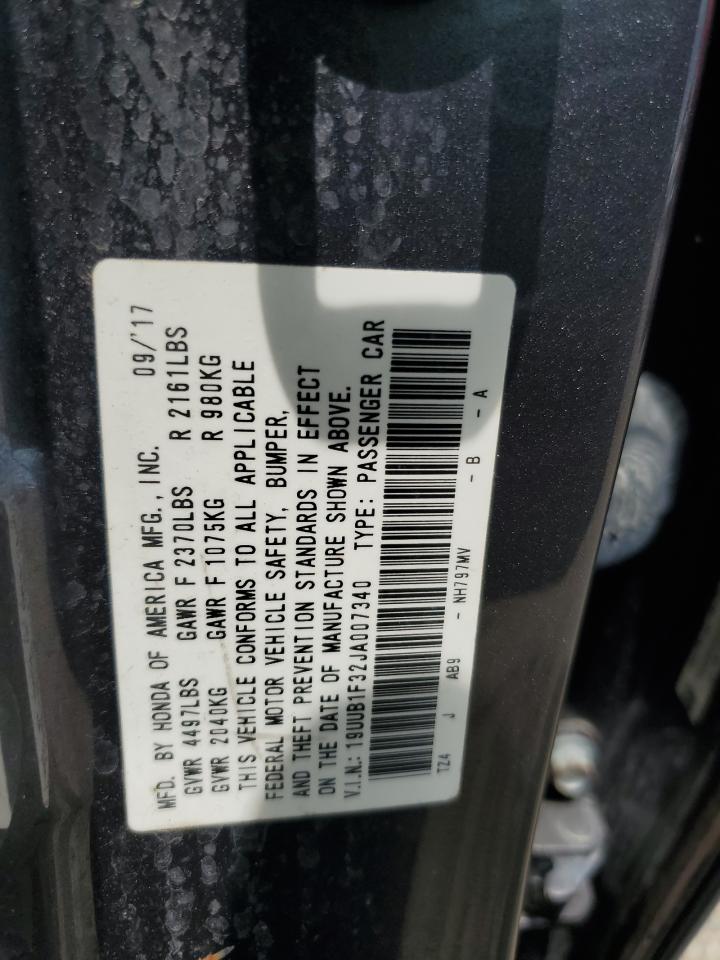 MFD. BY HONDA OF AMERICA MFG., INC. 09/'17
GVWR 4497LBS GAWR F 2370LBS R 2161LBS
GVWR 2040KG GAWR F 1075KG R 980KG
THIS VEHICLE CONFORMS TO ALL APPLICABLE
FEDERAL MOTOR VEHICLE SAFETY, BUMPER,
AND THEFT PREVENTION STANDARDS IN EFFECT
ON THE DATE OF MANUFACTURE SHOWN ABOVE.
V.I.N.: 19UUB1F32JA007340 TYPE: PASSENGER CAR
TZ4 J AB9 - NH797MV - B - A